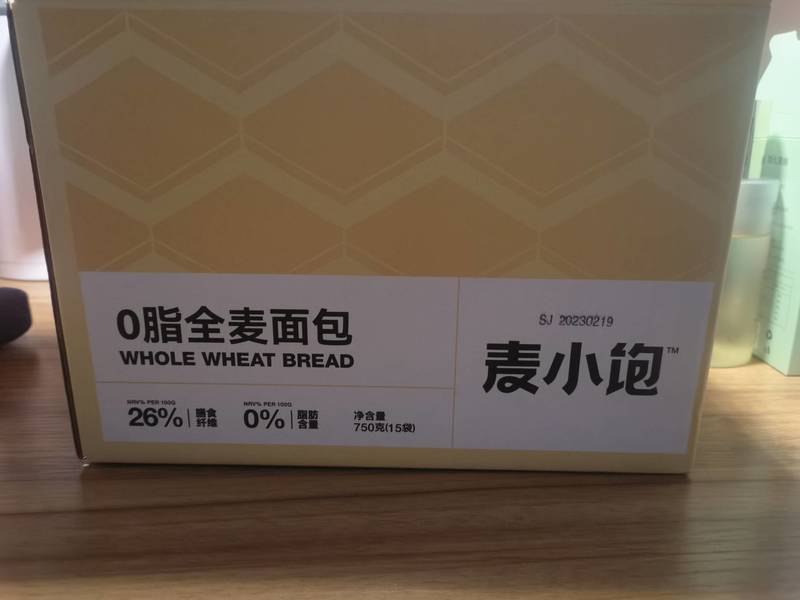 0脂全麦面包
WHOLE WHEAT BREAD
NRV% PER 100G
26%
膳食
纤维
NRV% PER 100G
0%
脂肪
含量
净含量
750克(15袋)
SJ 20230219
麦小饱™